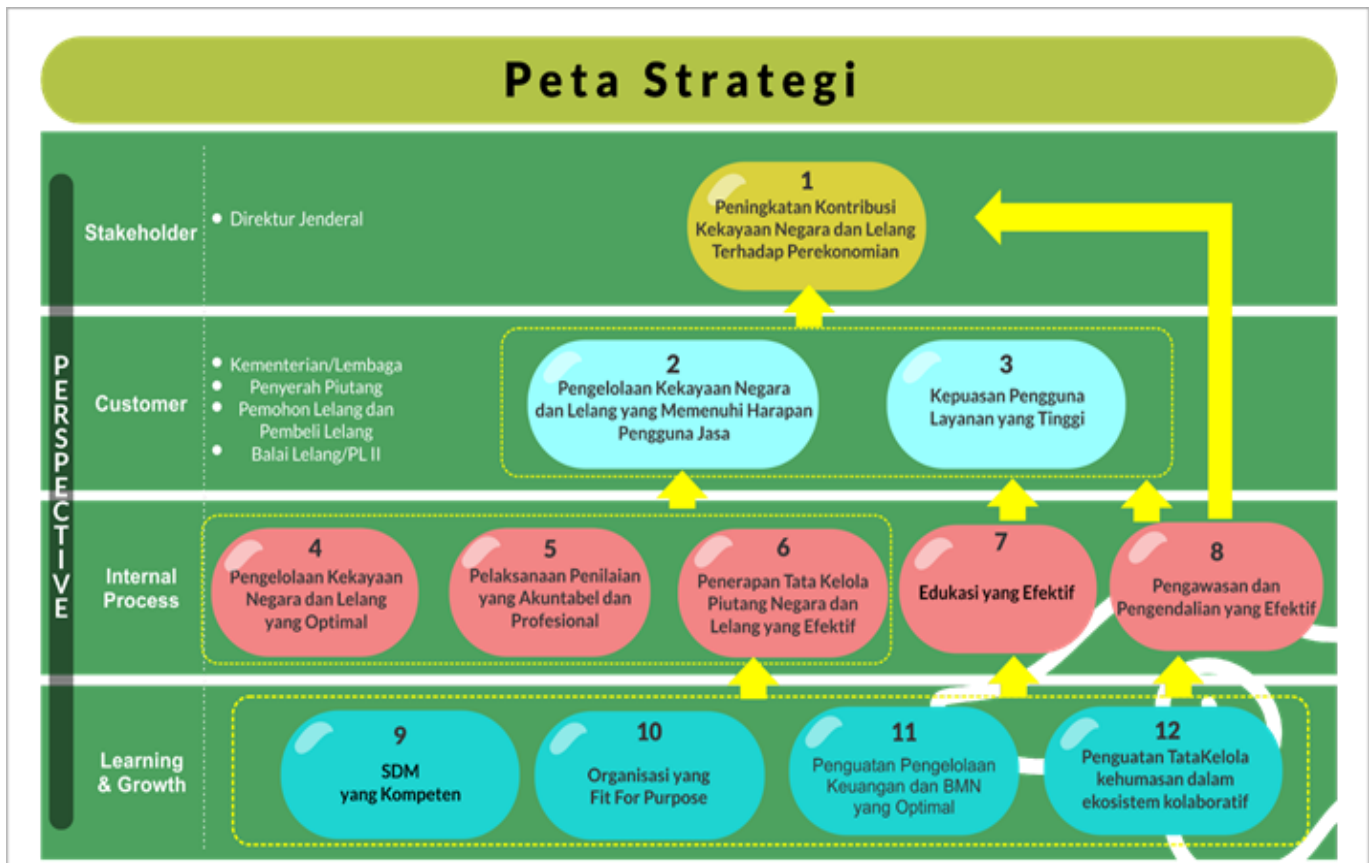 Peta Strategi
PERSPECTIVE
Stakeholder
Direktur Jenderal
1
Peningkatan Kontribusi
Kekayaan Negara dan Lelang
Terhadap Perekonomian
Customer
Kementerian/Lembaga
Penyerah Piutang
Pemohon Lelang dan
Pembeli Lelang
Balai Lelang/PL II
2
Pengelolaan Kekayaan Negara
dan Lelang yang Memenuhi Harapan
Pengguna Jasa
3
Kepuasan Pengguna
Layanan yang Tinggi
Internal
Process
4
Pengelolaan Kekayaan
Negara dan Lelang
yang Optimal
5
Pelaksanaan Penilaian
yang Akuntabel dan
Profesional
6
Penerapan Tata Kelola
Piutang Negara dan
Lelang yang Efektif
7
Edukasi yang Efektif
8
Pengawasan dan
Pengendalian yang Efektif
Learning
& Growth
9
SDM
yang Kompeten
10
Organisasi yang
Fit For Purpose
11
Penguatan Pengelolaan
Keuangan dan BMN
yang Optimal
12
Penguatan TataKelola
kehumasan dalam
ekosistem kolaboratif